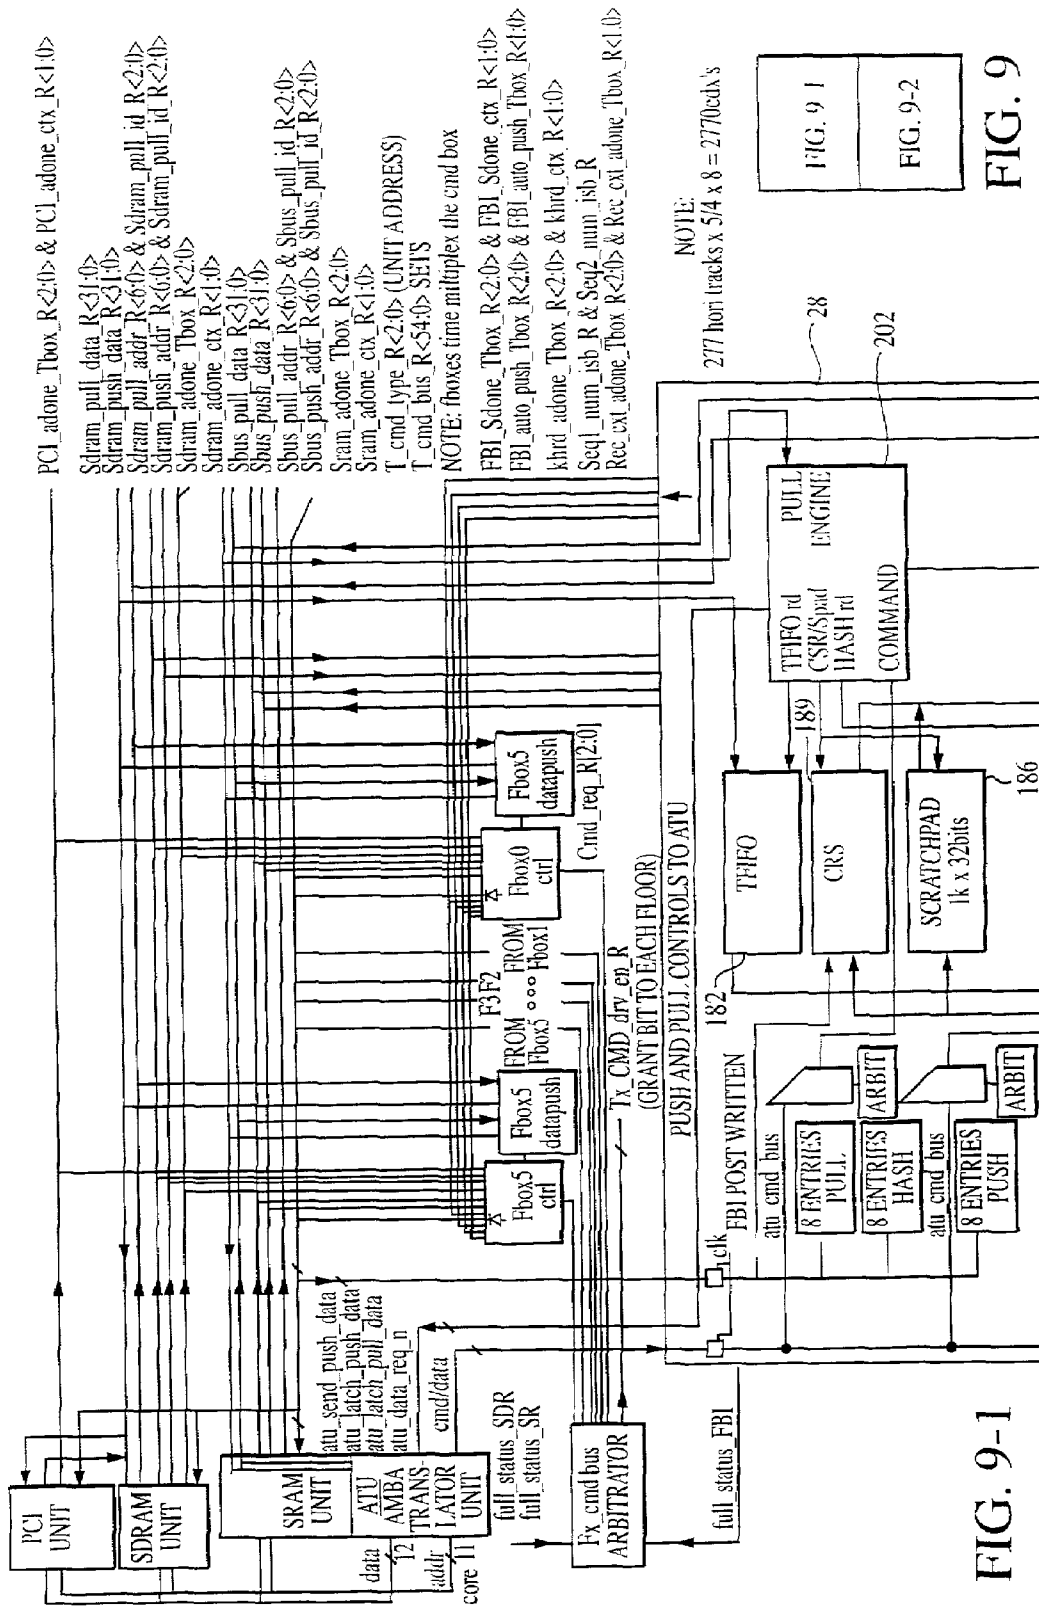 PCI_adone_Tbox_R<2:0> & PCI_adone_ctx_R<1:0>
Sdram_pull_data_R<31:0>
Sdram_push_data_R<31:0>
Sdram_pull_addr_R<6:0> & Sdram_pull_id_R<2:0>
Sdram_push_addr_R<6:0> & Sdram_pull_id_R<2:0>
Sdram_adone_Tbox_R<2:0>
Sdram_adone_ctx_R<1:0>
Sbus_pull_data_R<31:0>
Sbus_push_data_R<31:0>
Sbus_pull_addr_R<6:0> & Sbus_pull_id_R<2:0>
Sbus_push_addr_R<6:0> & Sbus_pull_id_R<2:0>
Sram_adone_Tbox_R<2:0>
Sram_adone_ctx_R<1:0>
T_cmd_type_R<2:0> (UNIT ADDRESS)
T_cmd_bus_R<54:0> SETS
NOTE: fboxes time miltiplex the cmd box
FBI_Sdone_Tbox_R<2:0> & FBI_Sdone_ctx_R<1:0>
FBI_auto_push_Tbox_R<2:0> & FBI_auto_push_Tbox_R<1:0>
khrd_adone_Tbox_R<2:0> & khrd_ctx_R<1:0>
Seq1_num_isb_R & Seq2_num_isb_R
Rec_cxt_adone_Tbox_R<2:0> & Rec_cxt_adone_Tbox_R<1:0>
NOTE:
277 hori tracks x 5/4 x 8 = 2770cdx's
PCI
UNIT
SDRAM
UNIT
SRAM
UNIT
ATU
AMBA
TRANS-
LATOR
UNIT
data
12
addr
11
core
atu_send_push_data
atu_latch_push_data
atu_latch_pull_data
atu_data_req_n
cmd/data
full_status_SDR
full_status_SR
Fx_cmd bus
ARBITRATOR
full_status_FBI
Fbox5
ctrl
Fbox5
datapush
FROM
Fbox5
F3
F2
FROM
Fbox1
Fbox0
ctrl
Fbox5
datapush
Cmd_req_R[2:0]
Tx_CMD_drv_en_R
(GRANT BIT TO EACH FLOOR)
PUSH AND PULL CONTROLS TO ATU
clk
FBI POST WRITTEN
atu_cmd_bus
8 ENTRIES
PULL
8 ENTRIES
HASH
ARBIT
atu_cmd_bus
8 ENTRIES
PUSH
ARBIT
182
TFIFO
189
CRS
SCRATCHPAD
1k x 32bits
186
TFIFO rd
CSR/Spad
HASH rd
COMMAND
PULL
ENGINE
28
202
FIG. 9-1
FIG. 9 1
FIG. 9-2
FIG. 9